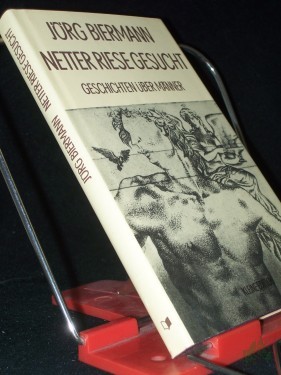 JÖRG BIERMANN
NETTER RIESE GESUCHT
GESCHICHTEN ÜBER MÄNNER
JÖRG BIERMANN NETTER RIESE GESUCHT